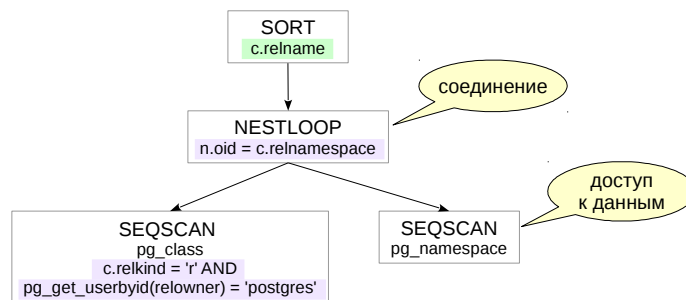 SORT
c.relname
соединение
NESTLOOP
n.oid = c.relnamespace
доступ
к данным
SEQSCAN
pg_class
c.relkind = 'r' AND
pg_get_userbyid(relowner) = 'postgres'
SEQSCAN
pg_namespace